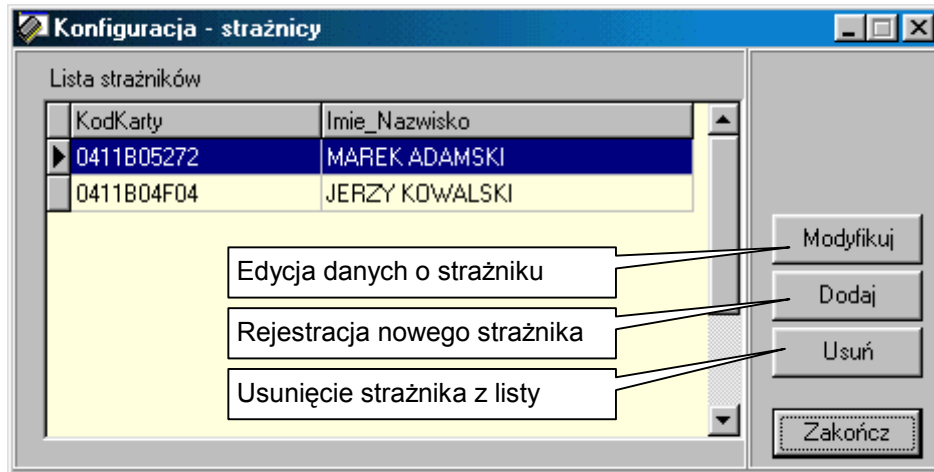 Konfiguracja - strażnicy
Lista strażników
KodKarty Imie_Nazwisko
0411B05272 MAREK ADAMSKI
0411B04F04 JERZY KOWALSKI
Modyfikuj
Edycja danych o strażniku
Dodaj
Rejestracja nowego strażnika
Usuń
Usunięcie strażnika z listy
Zakończ